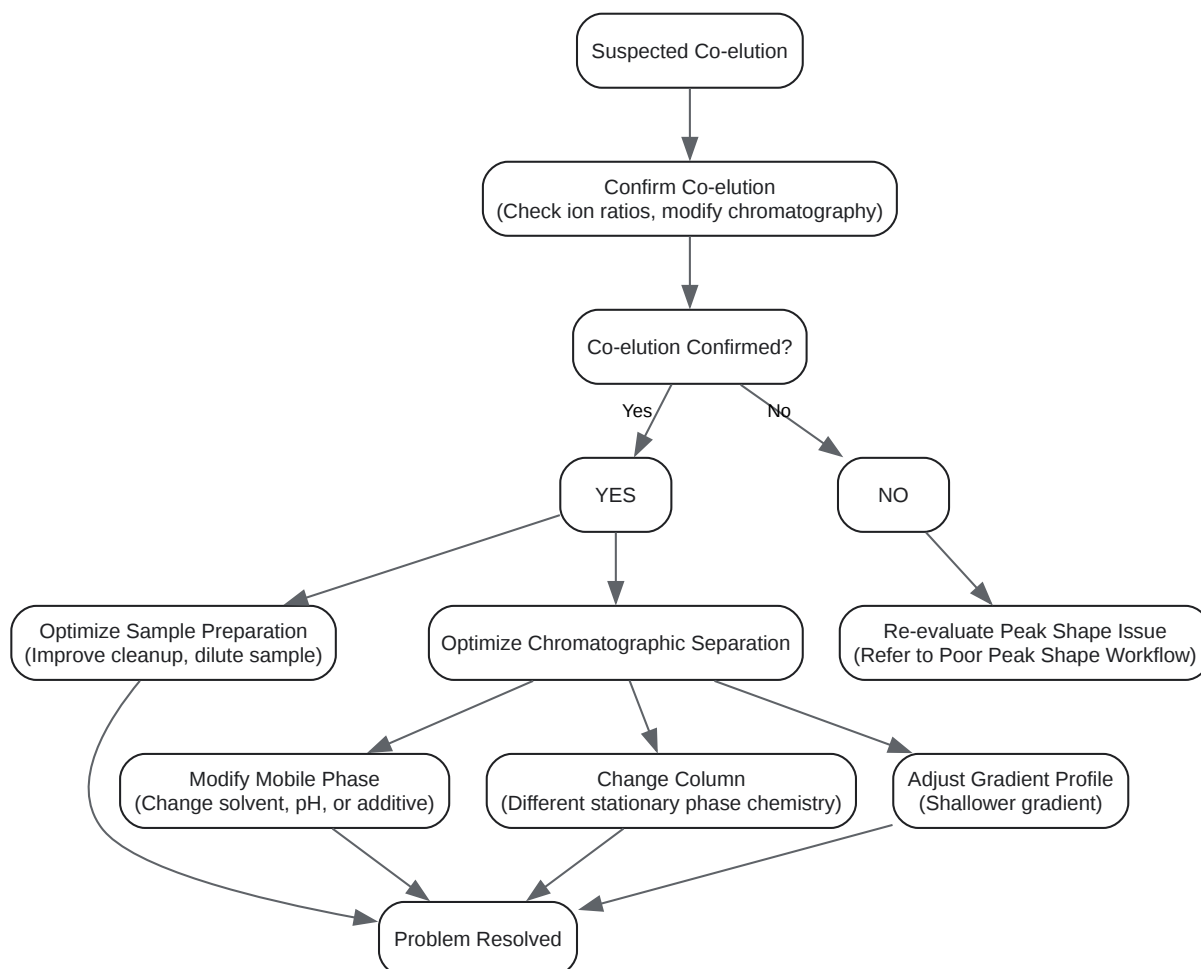 Suspected Co-elution
Confirm Co-elution
(Check ion ratios, modify chromatography)
Co-elution Confirmed?
Yes
No
YES
NO
Optimize Sample Preparation
(Improve cleanup, dilute sample)
Optimize Chromatographic Separation
Re-evaluate Peak Shape Issue
(Refer to Poor Peak Shape Workflow)
Modify Mobile Phase
(Change solvent, pH, or additive)
Change Column
(Different stationary phase chemistry)
Adjust Gradient Profile
(Shallower gradient)
Problem Resolved